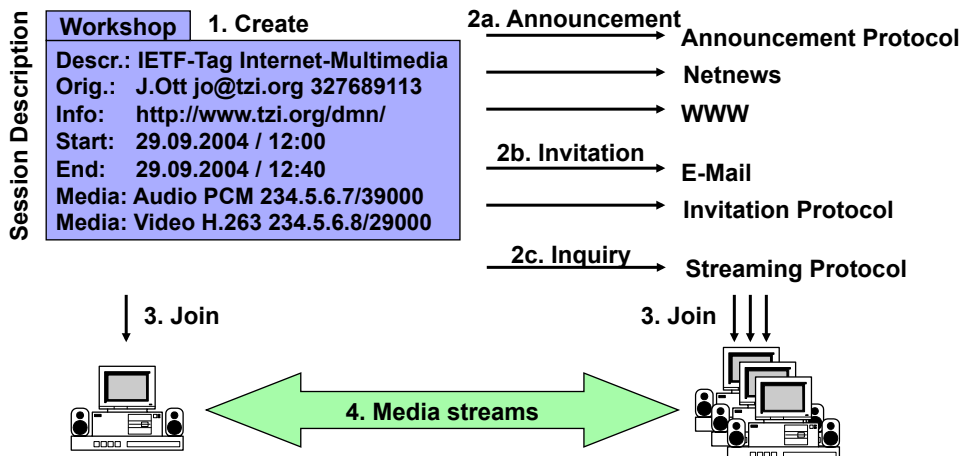 Session Description
Workshop
1. Create
Descr.: IETF-Tag Internet-Multimedia
Orig.: J.Ott jo@tzi.org 327689113
Info: http://www.tzi.org/dmn/
Start: 29.09.2004 / 12:00
End: 29.09.2004 / 12:40
Media: Audio PCM 234.5.6.7/39000
Media: Video H.263 234.5.6.8/29000
2a. Announcement
Announcement Protocol
Netnews
WWW
2b. Invitation
E-Mail
Invitation Protocol
2c. Inquiry
Streaming Protocol
3. Join
3. Join
4. Media streams